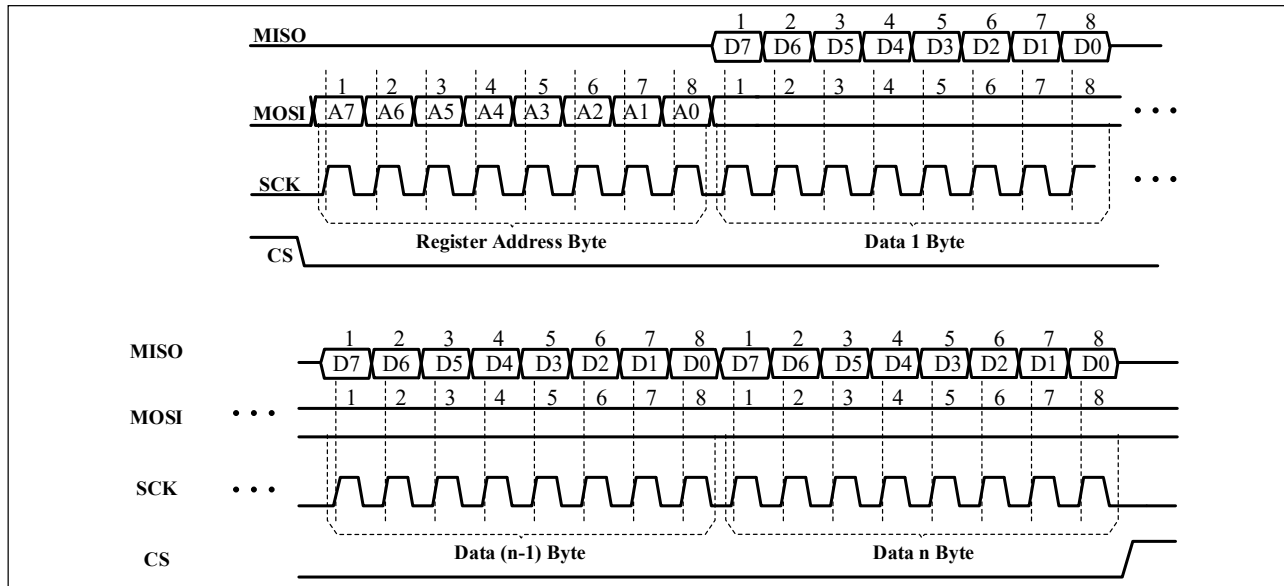 1 2 3 4 5 6 7 8
MISO D7 D6 D5 D4 D3 D2 D1 D0
1 2 3 4 5 6 7 8 1 2 3 4 5 6 7 8
MOSI A7 A6 A5 A4 A3 A2 A1 A0 • • •
SCK • • •
Register Address Byte Data 1 Byte
CS
1 2 3 4 5 6 7 8 1 2 3 4 5 6 7 8
MISO D7 D6 D5 D4 D3 D2 D1 D0 D7 D6 D5 D4 D3 D2 D1 D0
1 2 3 4 5 6 7 8 1 2 3 4 5 6 7 8
MOSI • • •
SCK • • •
Data (n-1) Byte Data n Byte
CS